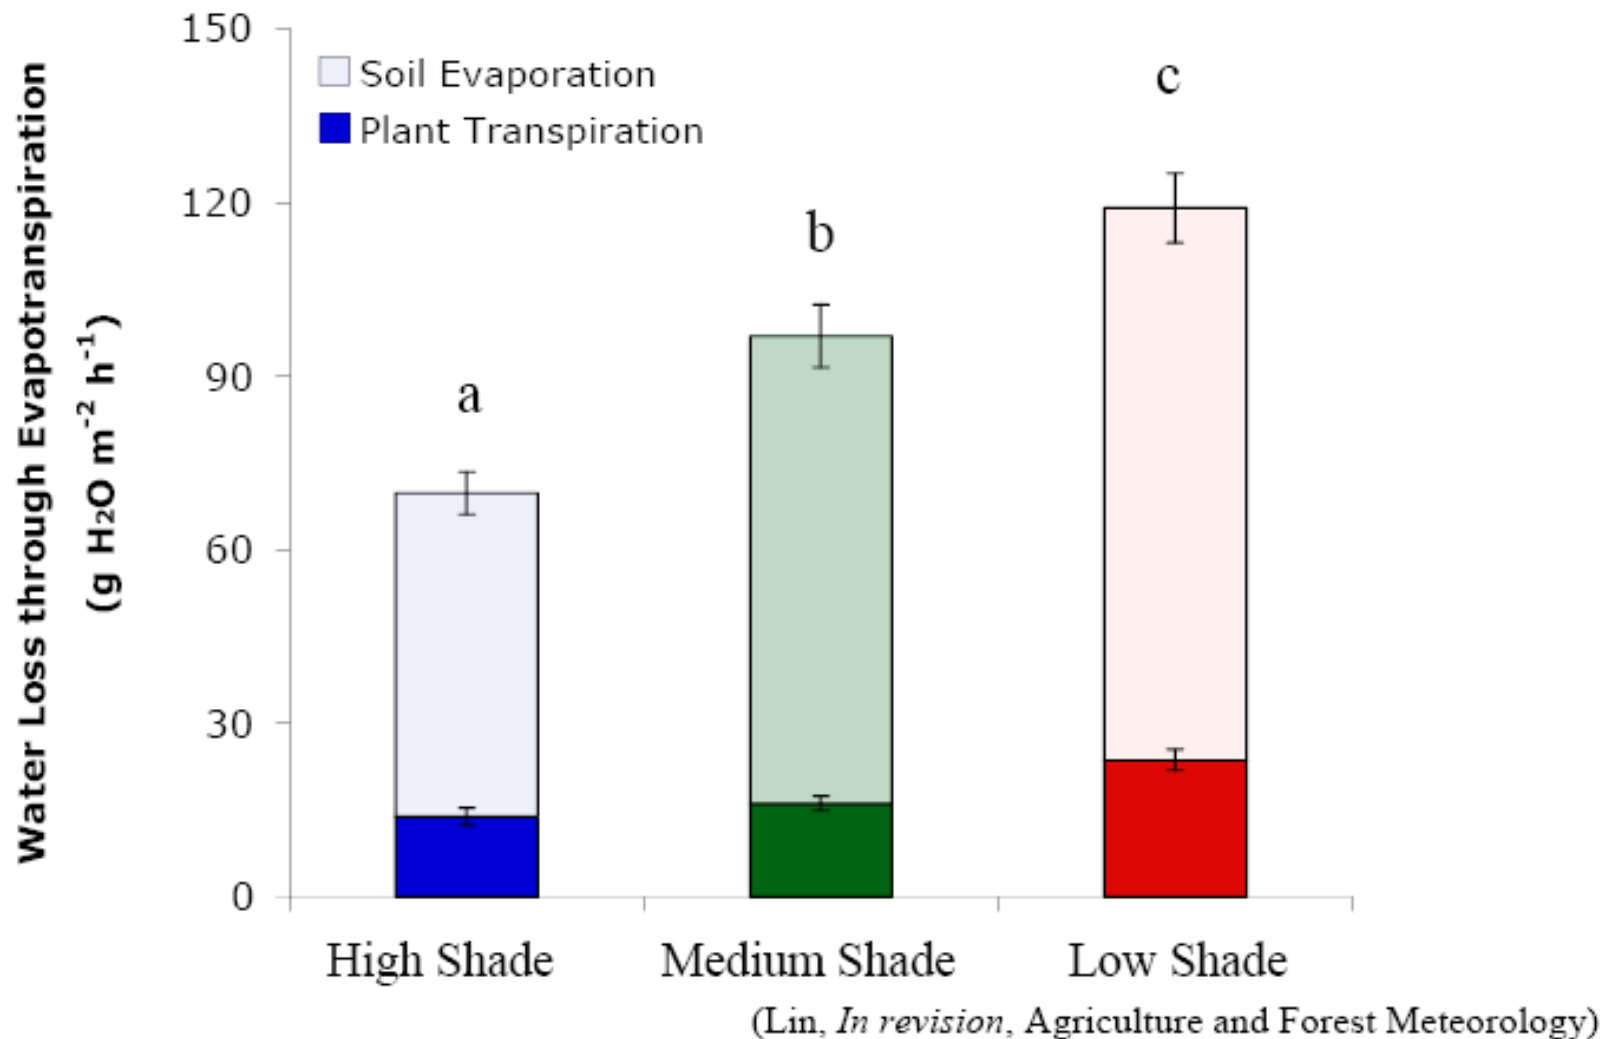 Water Loss through Evapotranspiration
(g H₂O m⁻² h⁻¹)
150
120
90
60
30
0
Soil Evaporation
Plant Transpiration
a
b
c
High Shade
Medium Shade
Low Shade
(Lin, In revision, Agriculture and Forest Meteorology)